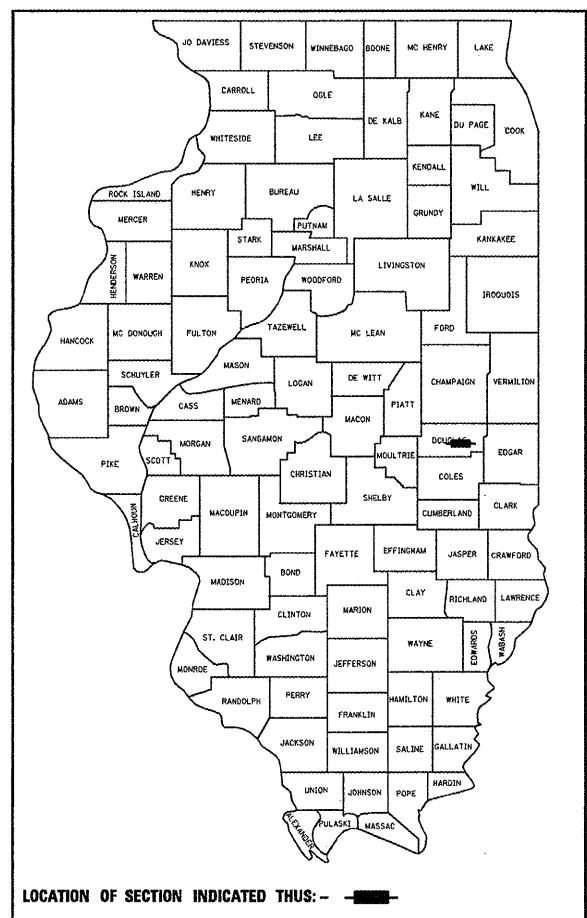 JO DAVIESS STEVENSON WINNEBAGO BOONE MC HENRY LAKE
CARROLL OGLE
DE KALB KANE DU PAGE COOK
WHITESIDE LEE
KENDALL WILL
ROCK ISLAND HENRY BUREAU LA SALLE GRUNDY
MERCER PUTNAM
STARK MARSHALL KANKAKEE
HENDERSON WARREN KNOX PEORIA WOODFORD LIVINGSTON
IROQUOIS
HANCOCK MC DONOUGH FULTON TAZEWELL MC LEAN FORD
MASON
SCHUYLER DE WITT CHAMPAIGN VERMILION
ADAMS BROWN CASS MENARD LOGAN PIATT
MACON
PIKE SCOTT MORGAN SANGAMON MOULTRIE EDGAR
CHRISTIAN COLES
CALHOUN GREENE MACOUPIN MONTGOMERY SHELBY CUMBERLAND CLARK
JERSEY FAYETTE EFFINGHAM JASPER CRAWFORD
MADISON BOND CLAY RICHLAND LAWRENCE
CLINTON MARION
ST. CLAIR WAYNE EDWARDS WABASH
MONROE WASHINGTON JEFFERSON
RANDOLPH PERRY HAMILTON WHITE
FRANKLIN
JACKSON WILLIAMSON SALINE GALLATIN
UNION JOHNSON POPE HARDIN
ALEXANDER PULASKI MASSAC
LOCATION OF SECTION INDICATED THUS: -